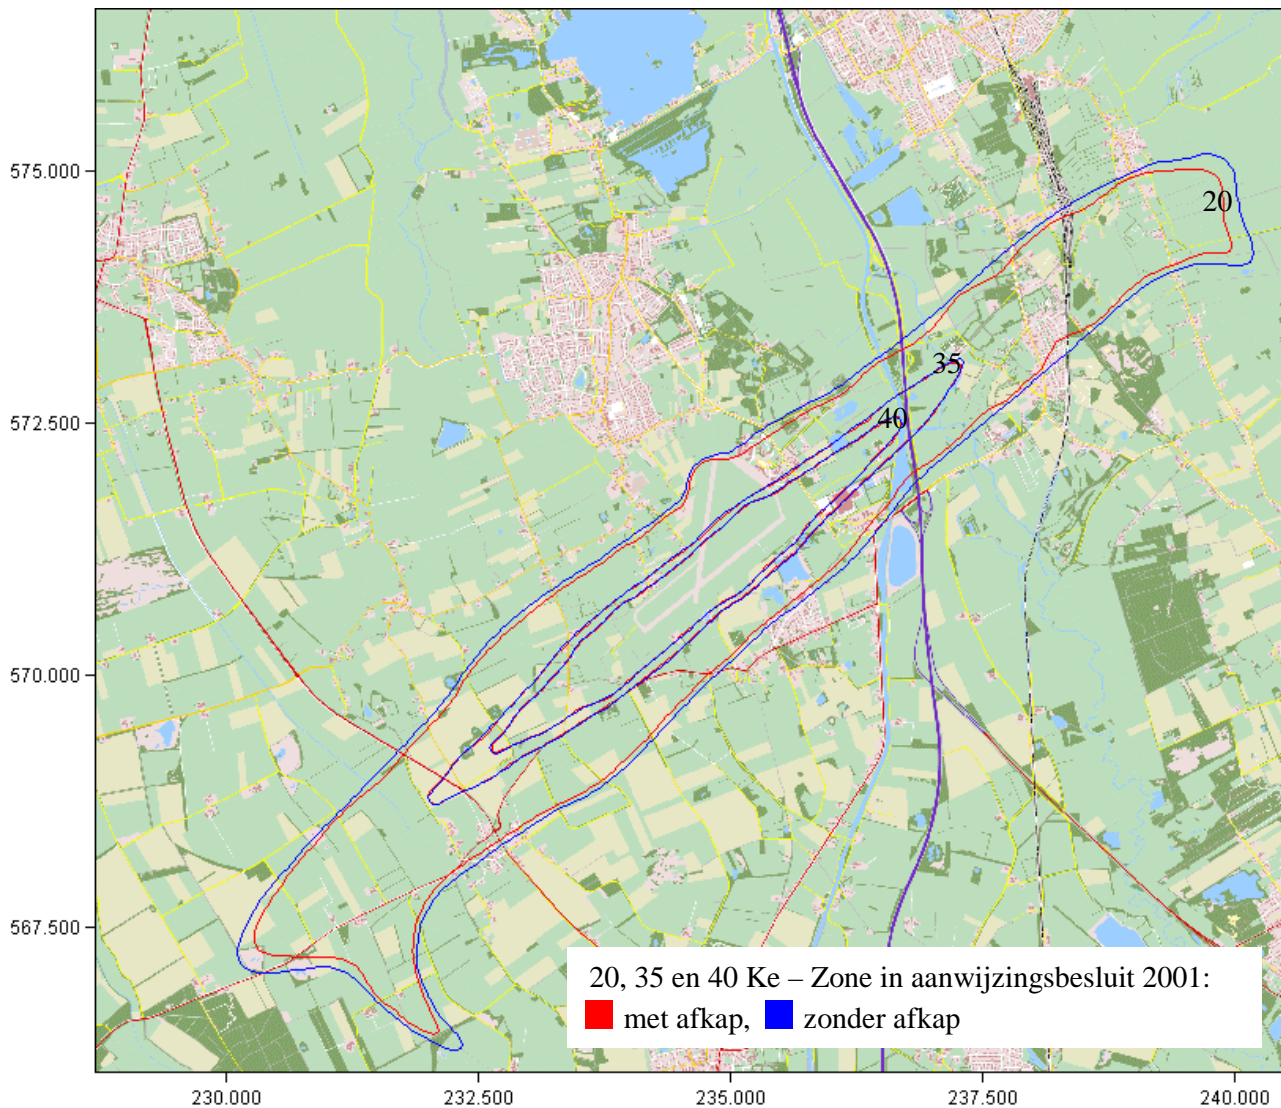 575.000
20
35
572.500
40
570.000
567.500
20, 35 en 40 Ke – Zone in aanwijzingsbesluit 2001:
met afkap, zonder afkap
230.000 232.500 235.000 237.500 240.000